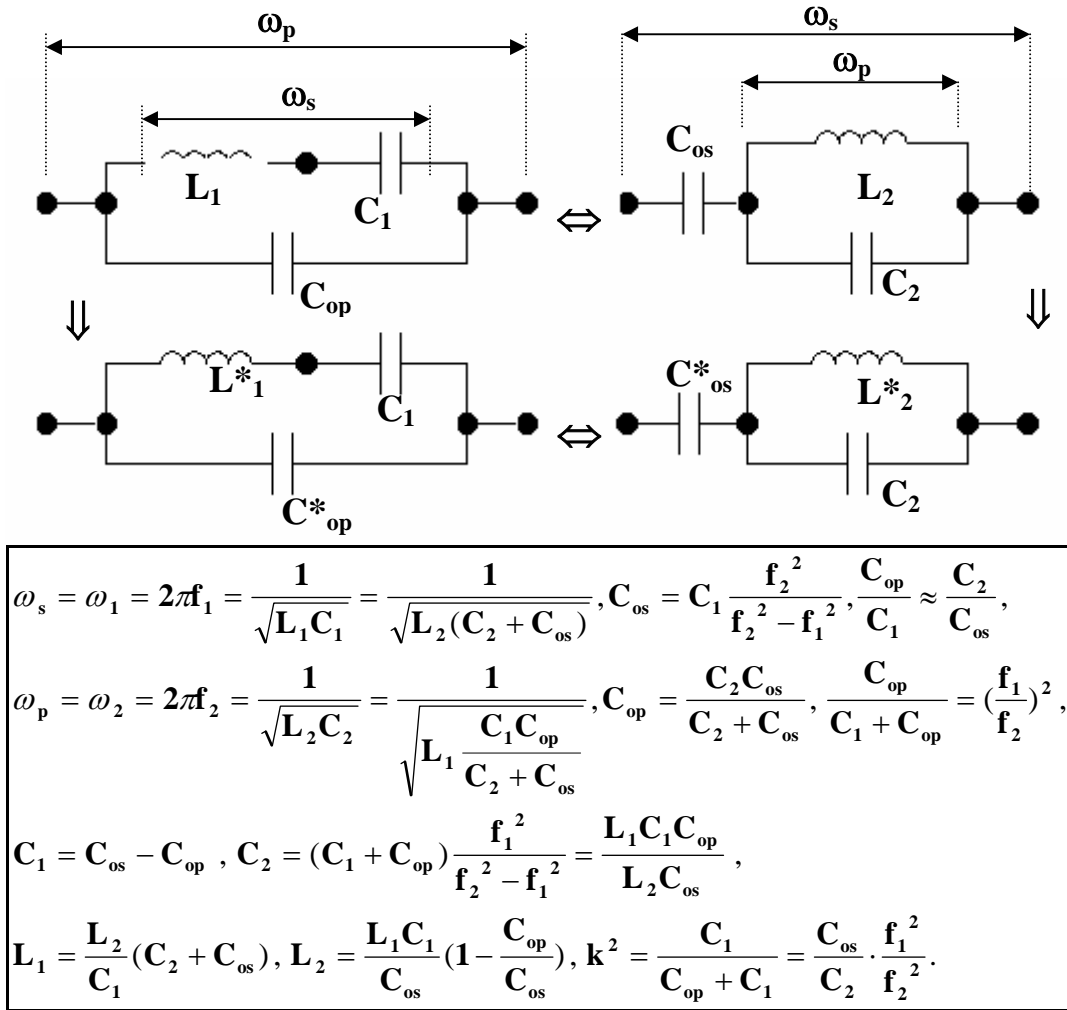 ωp ωs
ωs ωp
Cos
L1 C1 L2
⇔
Cop C2
⇓ ⇓
L*1 C1 C*os L*2
⇔
C*op C2
ωs = ω1 = 2πf1 = 1/√(L1C1) = 1/√(L2(C2 + Cos)), Cos = C1 f2²/(f2² − f1²), Cop/C1 ≈ C2/Cos,
ωp = ω2 = 2πf2 = 1/√(L2C2) = 1/√(L1 C1Cop/(C2 + Cos)), Cop = C2Cos/(C2 + Cos), Cop/(C1 + Cop) = (f1/f2)²,
C1 = Cos − Cop , C2 = (C1 + Cop) f1²/(f2² − f1²) = L1C1Cop/(L2Cos) ,
L1 = L2/C1 (C2 + Cos), L2 = L1C1/Cos (1 − Cop/Cos), k² = C1/(Cop + C1) = Cos/C2 · f1²/f2².